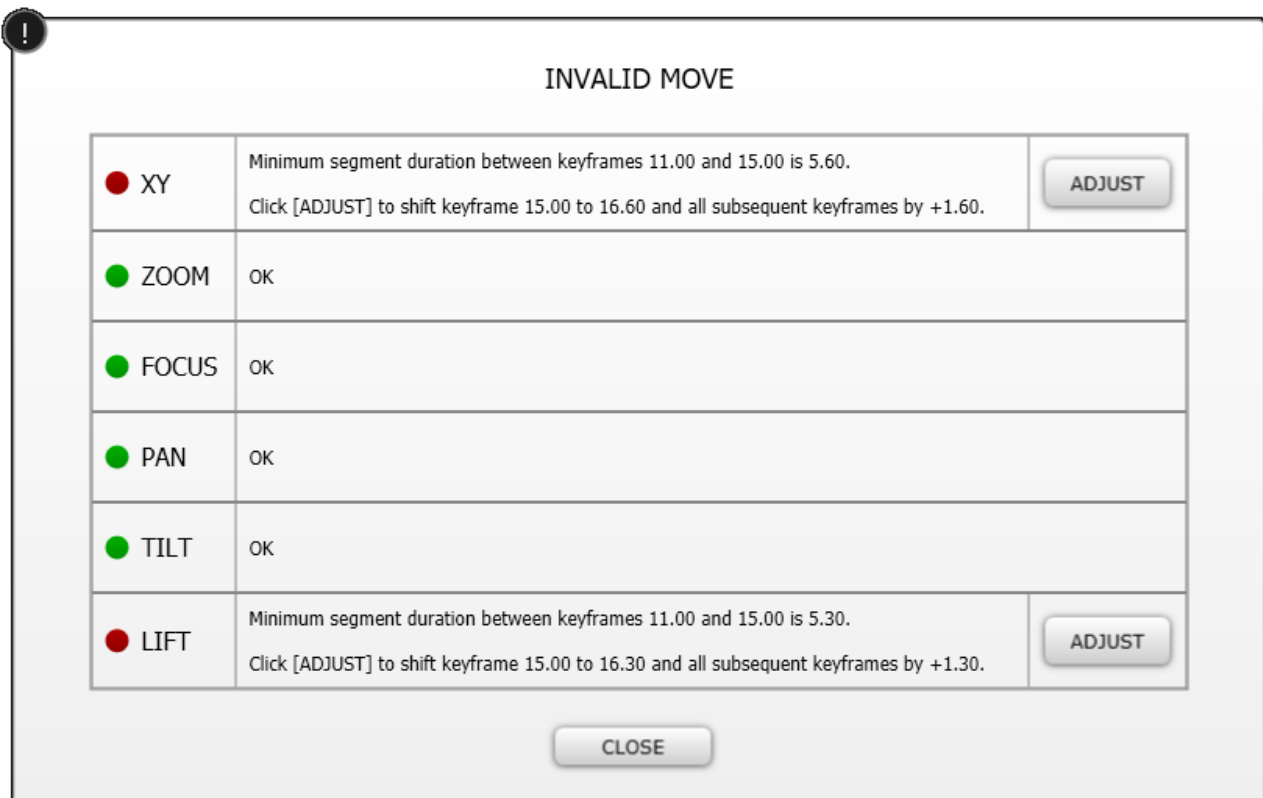 !
INVALID MOVE
XY
Minimum segment duration between keyframes 11.00 and 15.00 is 5.60.
Click [ADJUST] to shift keyframe 15.00 to 16.60 and all subsequent keyframes by +1.60.
ADJUST
ZOOM
OK
FOCUS
OK
PAN
OK
TILT
OK
LIFT
Minimum segment duration between keyframes 11.00 and 15.00 is 5.30.
Click [ADJUST] to shift keyframe 15.00 to 16.30 and all subsequent keyframes by +1.30.
ADJUST
CLOSE